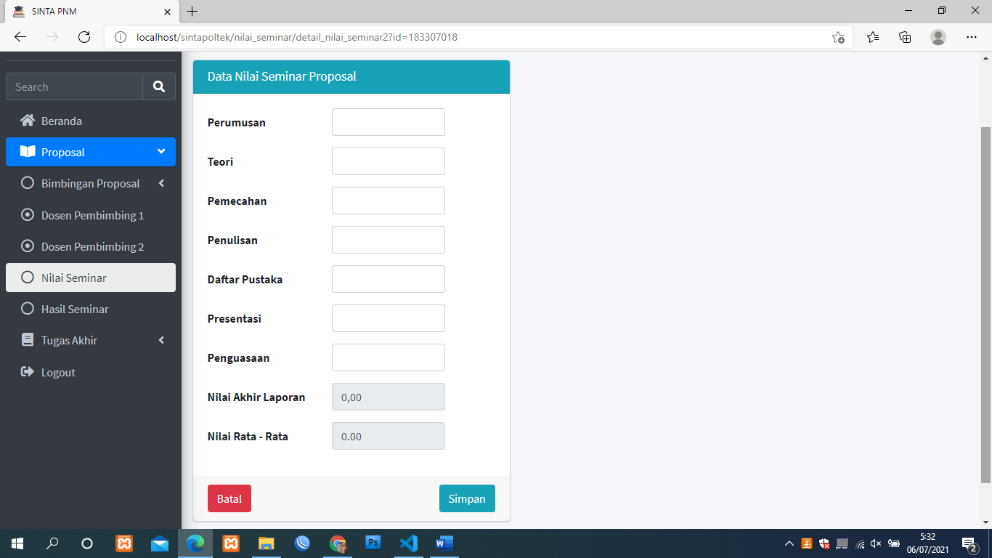 SINTA PNM
localhost/sintapoltek/nilai_seminar/detail_nilai_seminar2?id=183307018
Search
Beranda
Proposal
Bimbingan Proposal
Dosen Pembimbing 1
Dosen Pembimbing 2
Nilai Seminar
Hasil Seminar
Tugas Akhir
Logout
Data Nilai Seminar Proposal
Perumusan
Teori
Pemecahan
Penulisan
Daftar Pustaka
Presentasi
Penguasaan
Nilai Akhir Laporan 0,00
Nilai Rata - Rata 0.00
Batal Simpan
5:32
06/07/2021
2